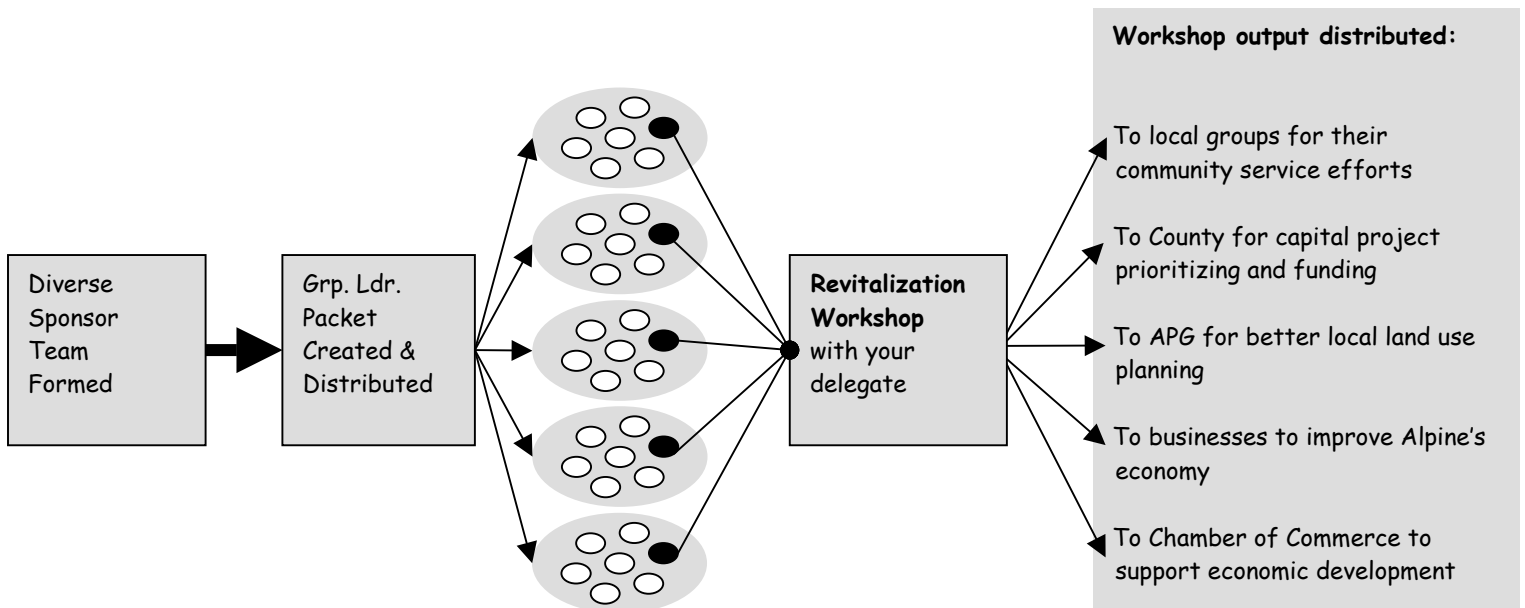 Diverse
Sponsor
Team
Formed
Grp. Ldr.
Packet
Created &
Distributed
Revitalization
Workshop
with your
delegate
Workshop output distributed:
To local groups for their
community service efforts
To County for capital project
prioritizing and funding
To APG for better local land use
planning
To businesses to improve Alpine’s
economy
To Chamber of Commerce to
support economic development